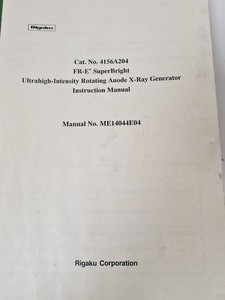 Rigaku
Cat. No. 4156A204
FR-E+ SuperBright
Ultrahigh-Intensity Rotating Anode X-Ray Generator
Instruction Manual
Manual No. ME14044E04
Rigaku Corporation